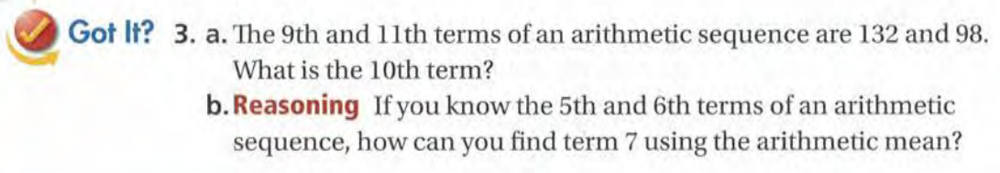 Got It? 3. a. The 9th and 11th terms of an arithmetic sequence are 132 and 98.
What is the 10th term?
b. Reasoning If you know the 5th and 6th terms of an arithmetic
sequence, how can you find term 7 using the arithmetic mean?